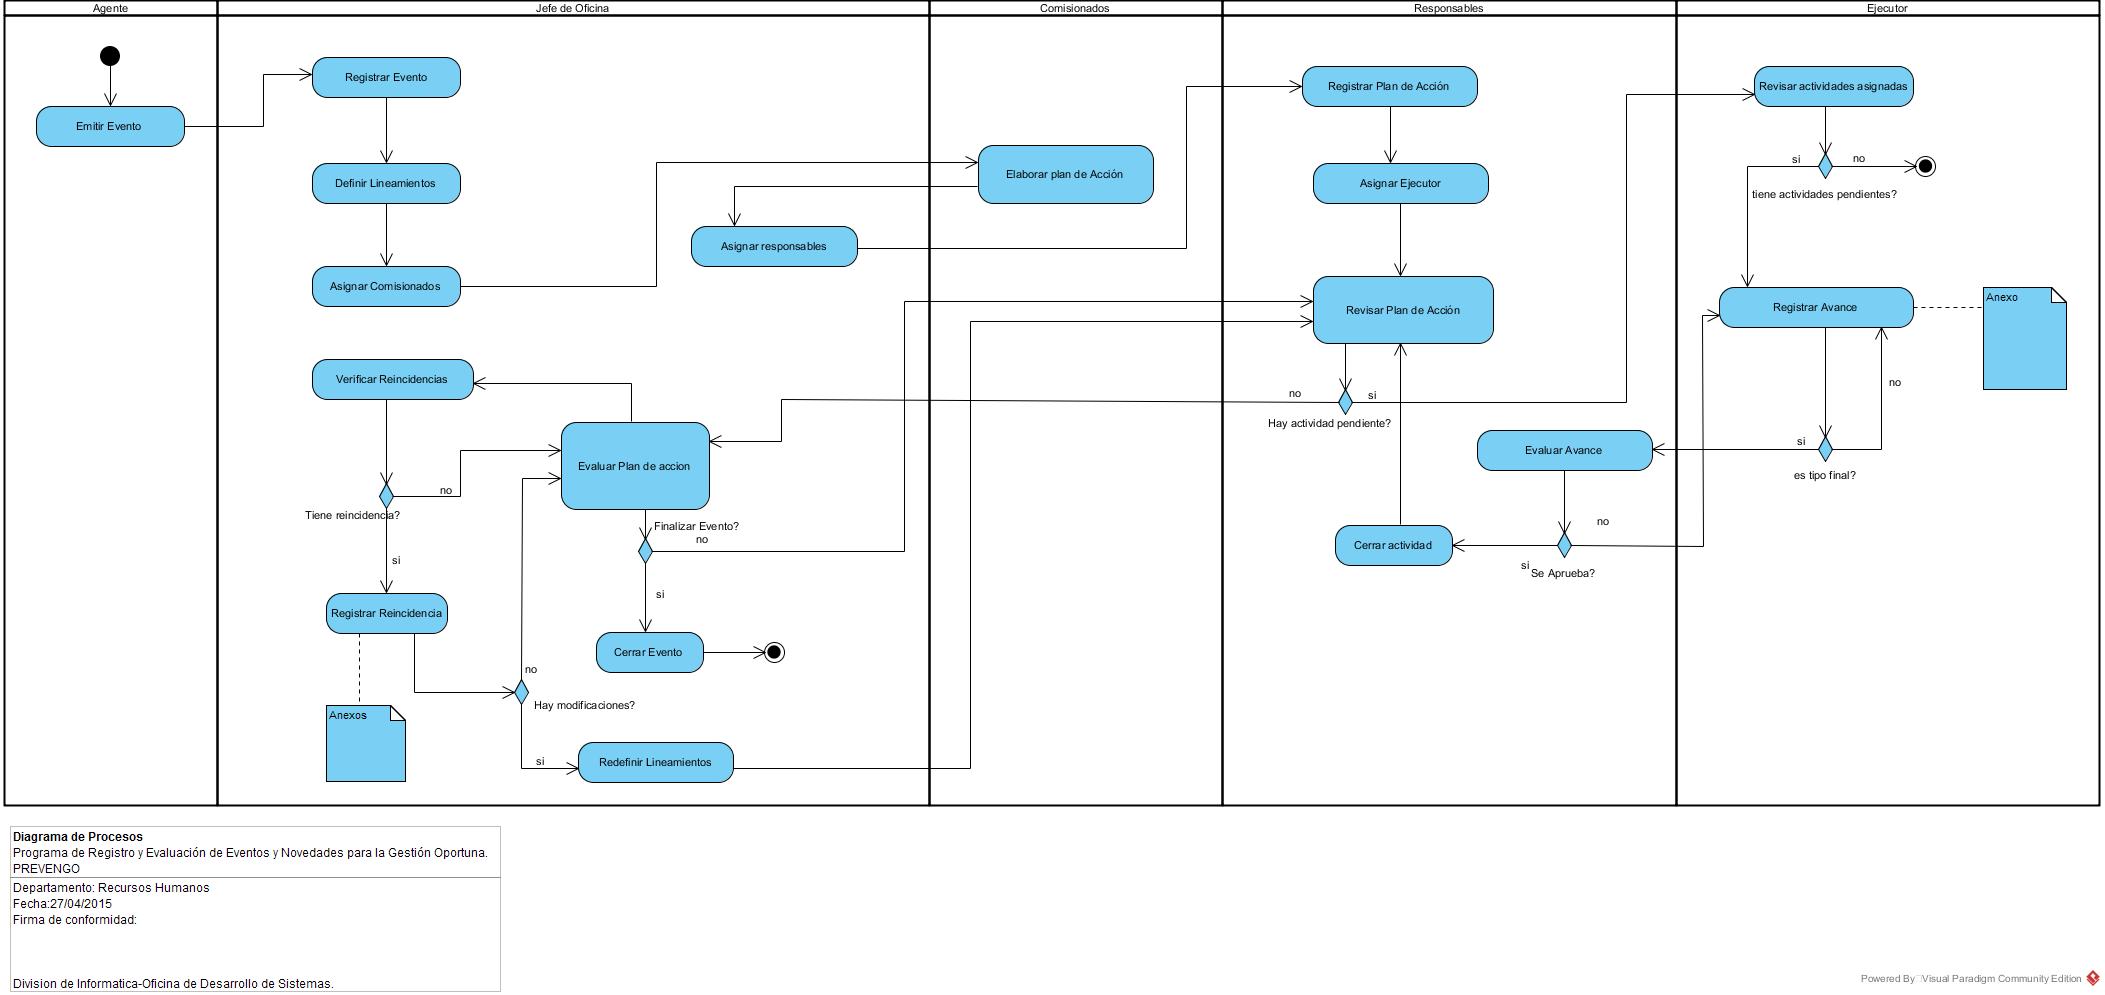 Agente
Jefe de Oficina
Comisionados
Responsables
Ejecutor
Emitir Evento
Registrar Evento
Definir Lineamientos
Asignar Comisionados
Elaborar plan de Acción
Asignar responsables
Registrar Plan de Acción
Asignar Ejecutor
Revisar Plan de Acción
Revisar actividades asignadas
si
no
tiene actividades pendientes?
Registrar Avance
Anexo
no
si
es tipo final?
no
si
Hay actividad pendiente?
Evaluar Avance
no
Cerrar actividad
si
Se Aprueba?
Verificar Reincidencias
Evaluar Plan de accion
no
Tiene reincidencia?
si
Finalizar Evento?
no
si
Registrar Reincidencia
Cerrar Evento
no
Hay modificaciones?
Anexos
si
Redefinir Lineamientos
Diagrama de Procesos
Programa de Registro y Evaluación de Eventos y Novedades para la Gestión Oportuna.
PREVENGO
Departamento: Recursos Humanos
Fecha:27/04/2015
Firma de conformidad:
Division de Informatica-Oficina de Desarrollo de Sistemas.
Powered By Visual Paradigm Community Edition